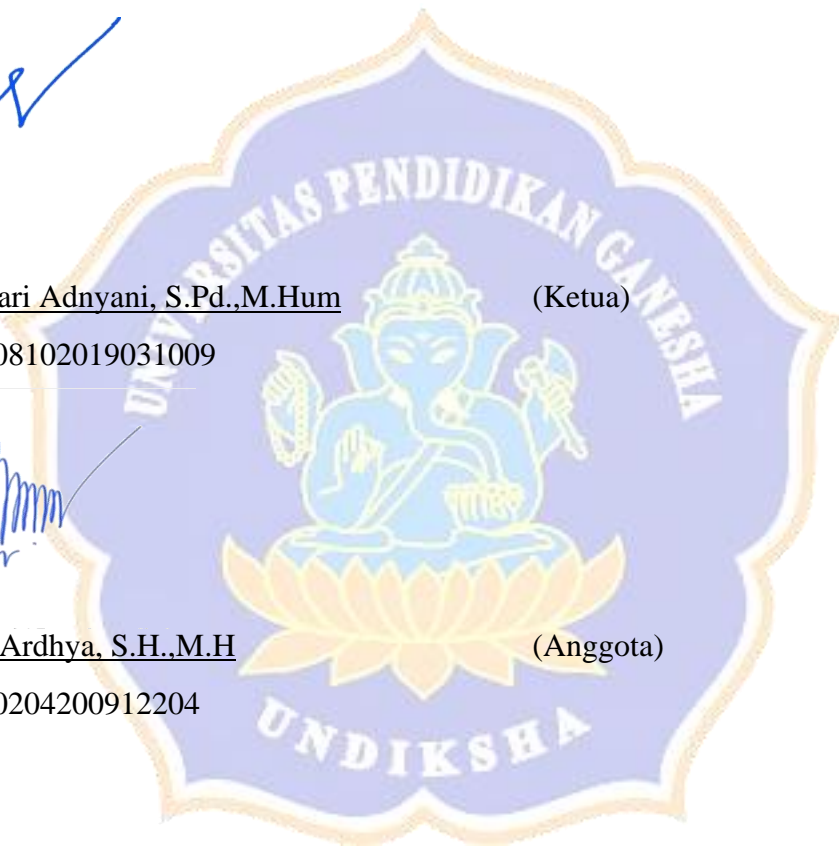 UNIVERSITAS PENDIDIKAN GANESHA
ari Adnyani, S.Pd.,M.Hum (Ketua)
08102019031009
Ardhya, S.H.,M.H (Anggota)
0204200912204
UNDIKSHA